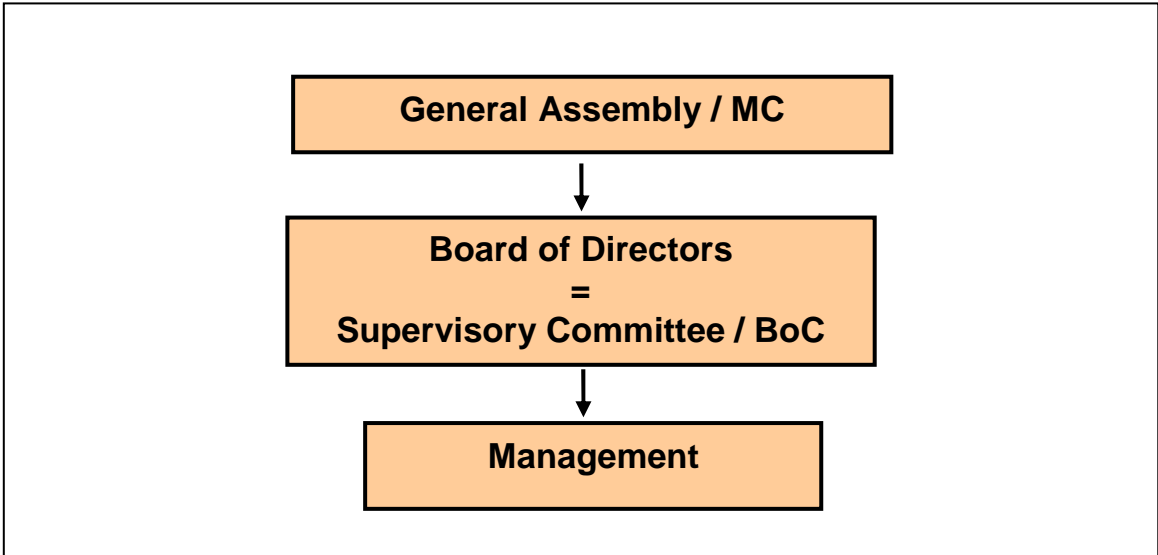 General Assembly / MC
Board of Directors
=
Supervisory Committee / BoC
Management